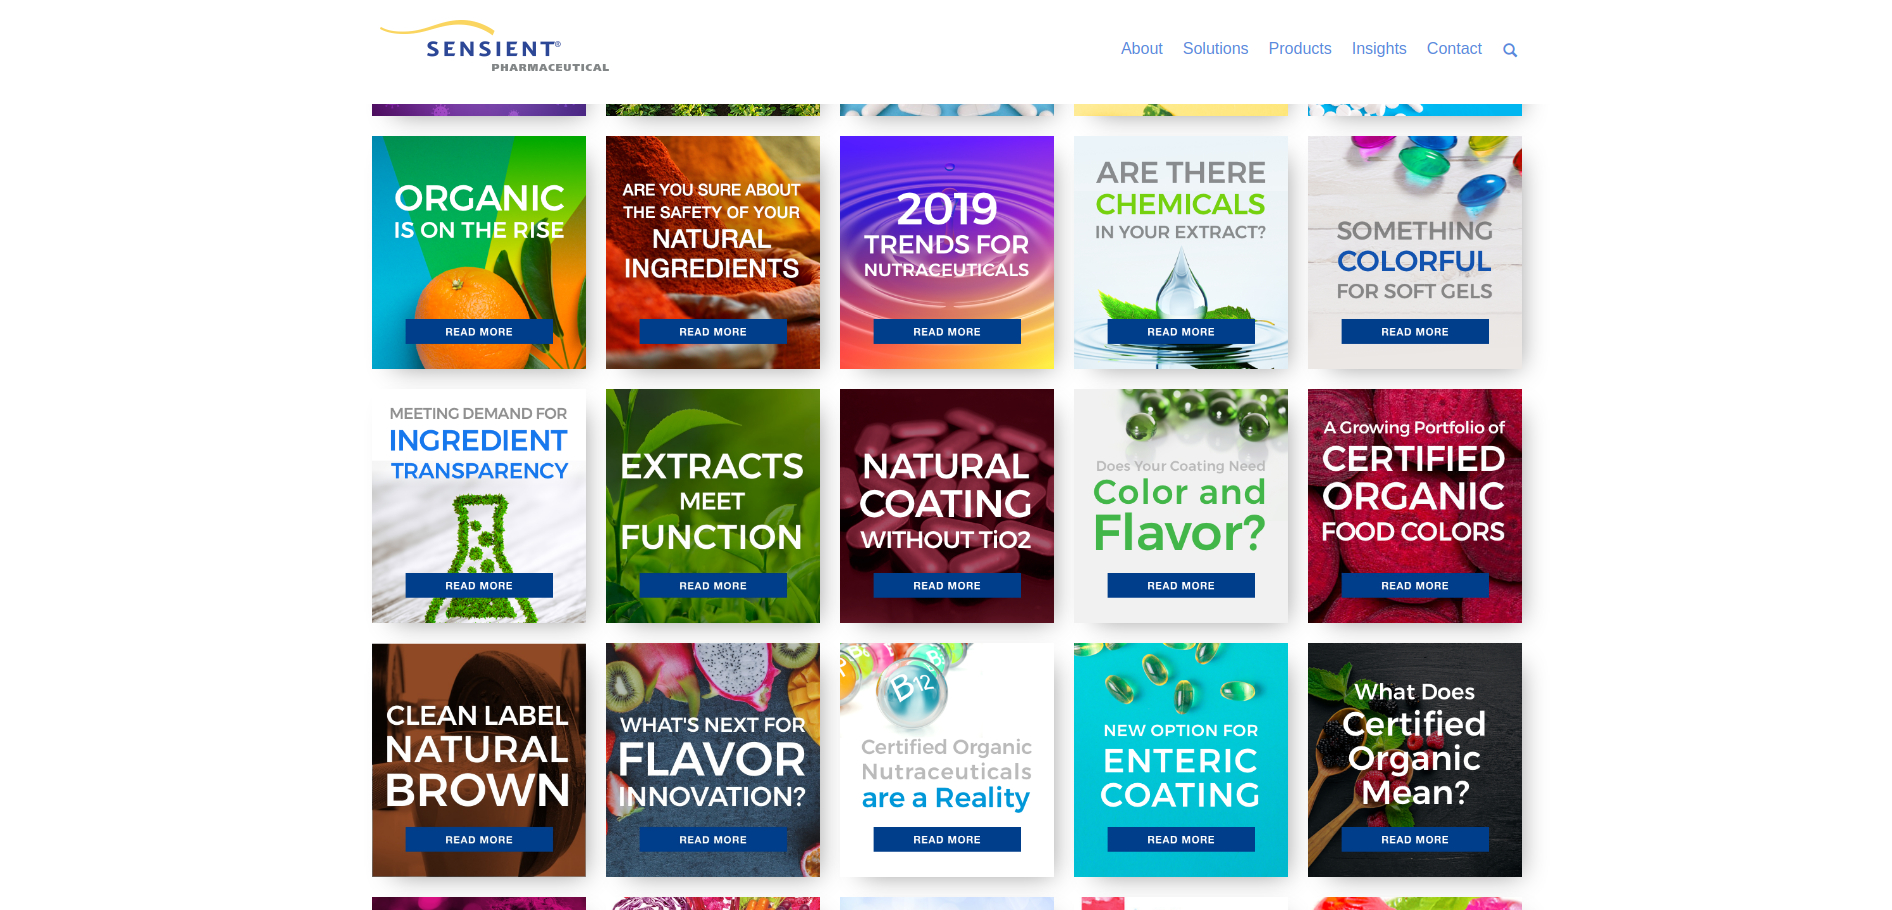 SENSIENT®
PHARMACEUTICAL
About
Solutions
Products
Insights
Contact
ORGANIC
IS ON THE RISE
READ MORE
ARE YOU SURE ABOUT
THE SAFETY OF YOUR
NATURAL
INGREDIENTS
READ MORE
2019
TRENDS FOR
NUTRACEUTICALS
READ MORE
ARE THERE
CHEMICALS
IN YOUR EXTRACT?
READ MORE
SOMETHING
COLORFUL
FOR SOFT GELS
READ MORE
MEETING DEMAND FOR
INGREDIENT
TRANSPARENCY
READ MORE
EXTRACTS
MEET
FUNCTION
READ MORE
NATURAL
COATING
WITHOUT TiO2
READ MORE
Does Your Coating Need
Color and
Flavor?
READ MORE
A Growing Portfolio of
CERTIFIED
ORGANIC
FOOD COLORS
READ MORE
CLEAN LABEL
NATURAL
BROWN
READ MORE
WHAT'S NEXT FOR
FLAVOR
INNOVATION?
READ MORE
B12
Certified Organic
Nutraceuticals
are a Reality
READ MORE
NEW OPTION FOR
ENTERIC
COATING
READ MORE
What Does
Certified
Organic
Mean?
READ MORE